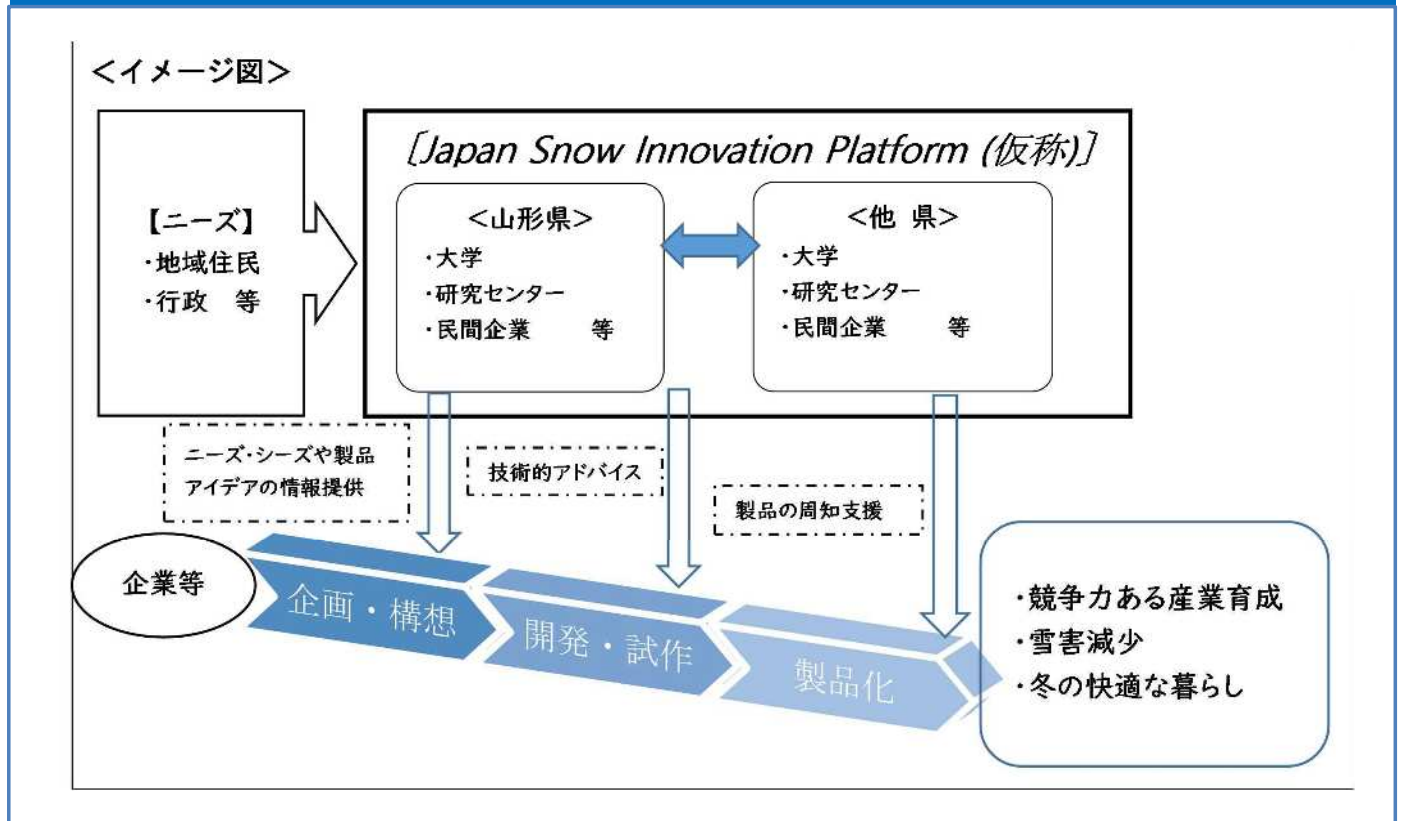 ＜イメージ図＞
【ニーズ】
・地域住民
・行政　等
［Japan Snow Innovation Platform (仮称)］
＜山形県＞
・大学
・研究センター
・民間企業　　等
＜他 県＞
・大学
・研究センター
・民間企業　　等
ニーズ・シーズや製品
アイデアの情報提供
技術的アドバイス
製品の周知支援
企業等
企画・構想
開発・試作
製品化
・競争力ある産業育成
・雪害減少
・冬の快適な暮らし